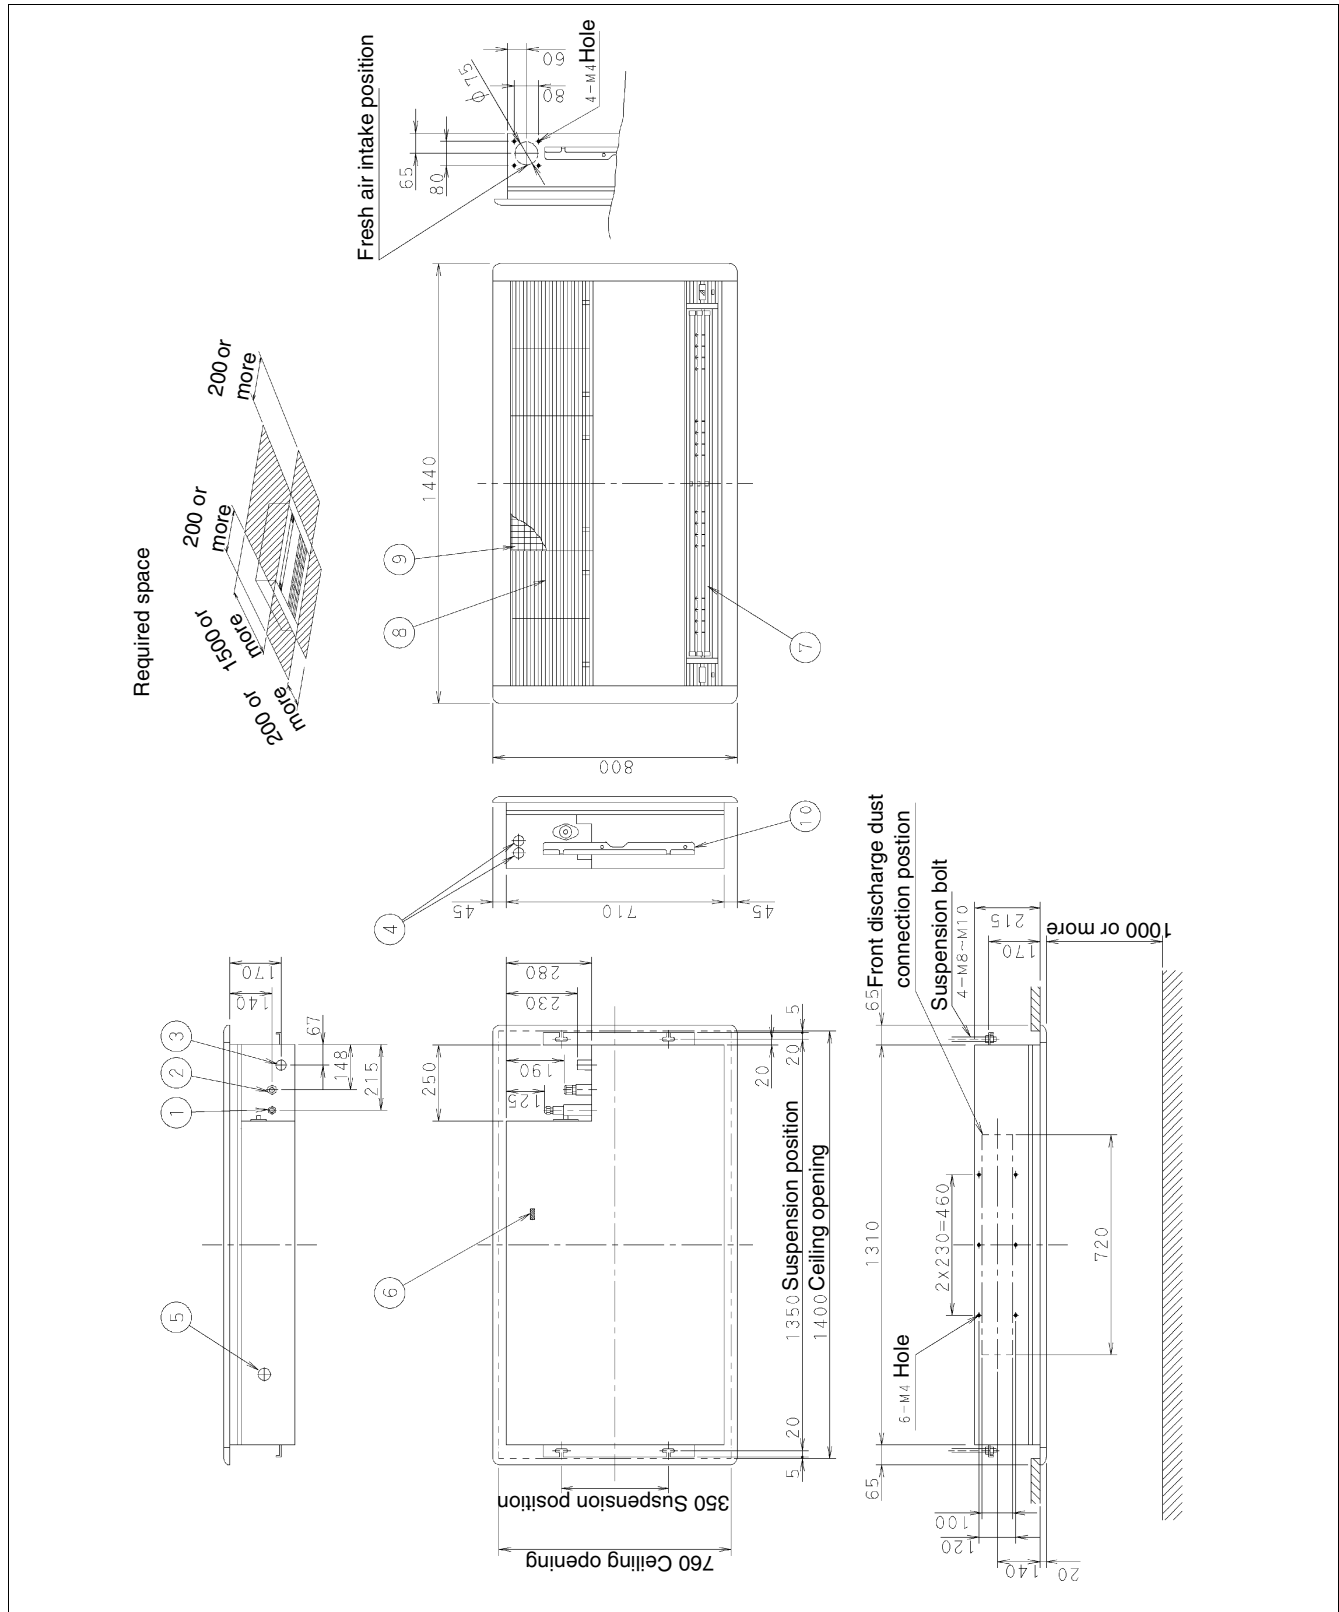 Required space
200 or
more
1500 or
more
200 or
more
200 or
more
Fresh air intake position
65
80
φ75
60
80
4-M4 Hole
1440
800
9
8
7
45
710
45
4
10
170
140
67
148
215
3
2
1
5
280
230
190
125
250
6
5
20
20
1350 Suspension position
1400 Ceiling opening
20
5
350 Suspension position
760 Ceiling opening
Front discharge dust
connection postion
Suspension bolt
4-M8~M10
215
170
1000 or more
65
1310
65
2x230=460
720
6-M4 Hole
100
120
140
20